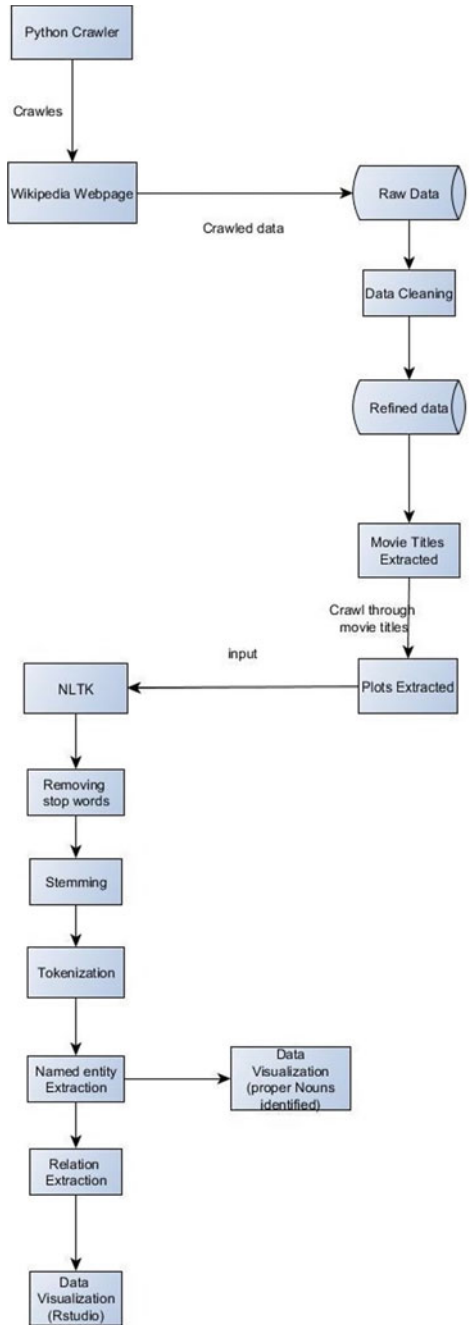 Python Crawler
Crawles
Wikipedia Webpage
Crawled data
Raw Data
Data Cleaning
Refined data
Movie Titles
Extracted
Crawl through
movie titles
Plots Extracted
input
NLTK
Removing
stop words
Stemming
Tokenization
Named entity
Extraction
Data
Visualization
(proper Nouns
identified)
Relation
Extraction
Data
Visualization
(Rstudio)